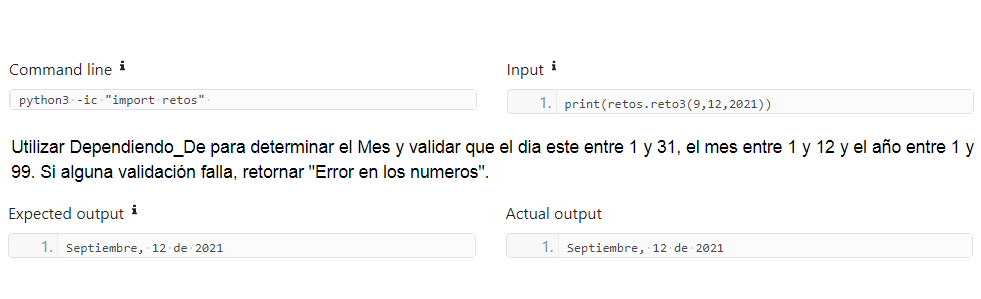 Command line i
Input i
python3 -ic "import retos"
1. print(retos.reto3(9,12,2021))
Utilizar Dependiendo_De para determinar el Mes y validar que el dia este entre 1 y 31, el mes entre 1 y 12 y el año entre 1 y
99. Si alguna validación falla, retornar "Error en los numeros".
Expected output i
Actual output
1. Septiembre, 12 de 2021
1. Septiembre, 12 de 2021